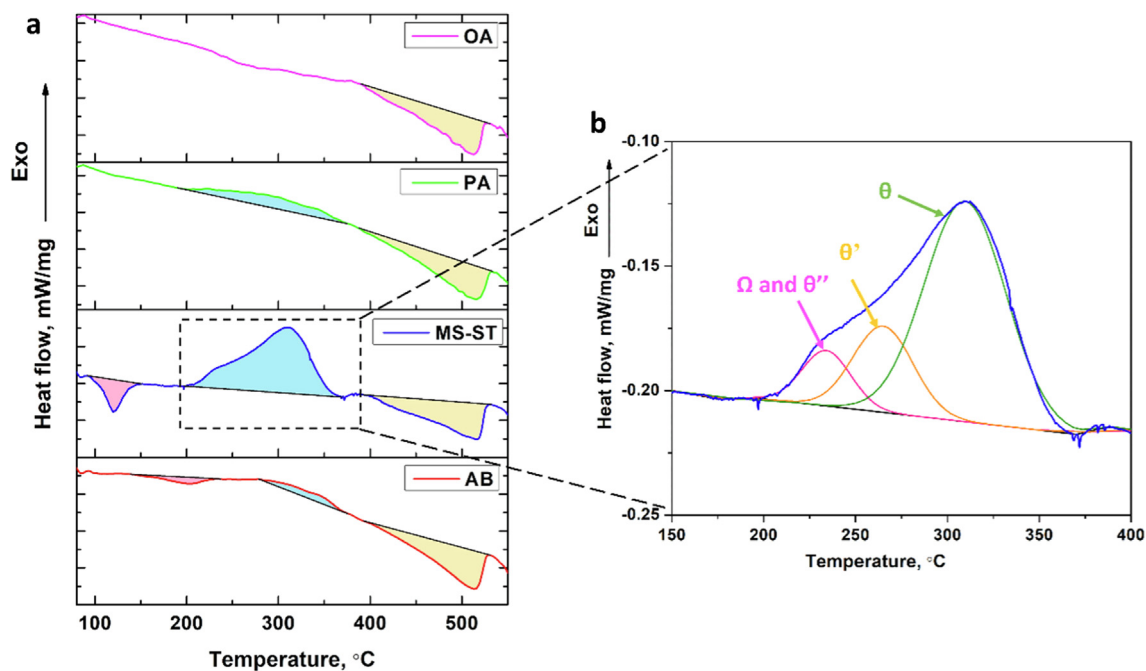 a
OA
PA
MS-ST
AB
Exo
Heat flow, mW/mg
100 200 300 400 500
Temperature, °C
b
-0.10
-0.15
-0.20
-0.25
Exo
Heat flow, mW/mg
θ
θ’
Ω and θ’’
150 200 250 300 350 400
Temperature, °C